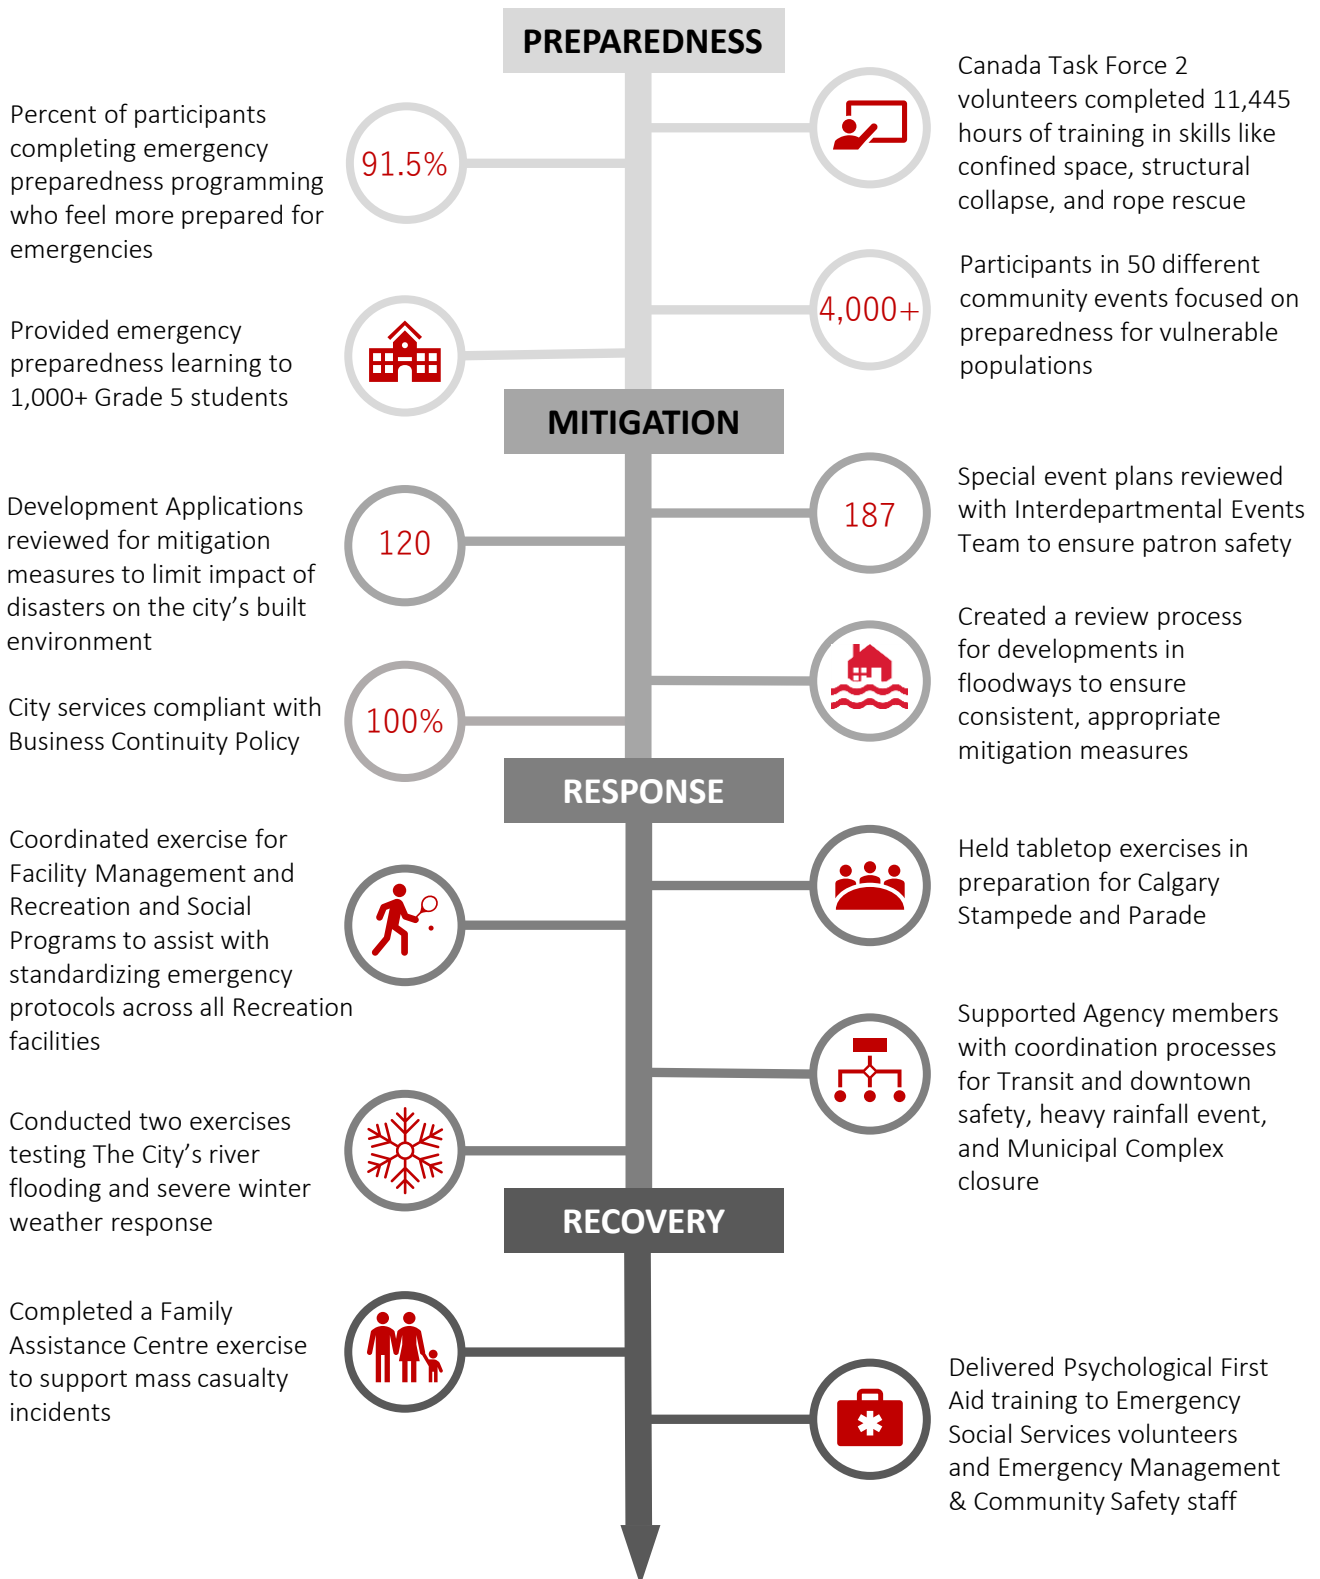 PREPAREDNESS
Percent of participants
completing emergency
preparedness programming
who feel more prepared for
emergencies
91.5%
Canada Task Force 2
volunteers completed 11,445
hours of training in skills like
confined space, structural
collapse, and rope rescue
Provided emergency
preparedness learning to
1,000+ Grade 5 students
4,000+
Participants in 50 different
community events focused on
preparedness for vulnerable
populations
MITIGATION
Development Applications
reviewed for mitigation
measures to limit impact of
disasters on the city’s built
environment
120
187
Special event plans reviewed
with Interdepartmental Events
Team to ensure patron safety
City services compliant with
Business Continuity Policy
100%
Created a review process
for developments in
floodways to ensure
consistent, appropriate
mitigation measures
RESPONSE
Coordinated exercise for
Facility Management and
Recreation and Social
Programs to assist with
standardizing emergency
protocols across all Recreation
facilities
Held tabletop exercises in
preparation for Calgary
Stampede and Parade
Conducted two exercises
testing The City’s river
flooding and severe winter
weather response
Supported Agency members
with coordination processes
for Transit and downtown
safety, heavy rainfall event,
and Municipal Complex
closure
RECOVERY
Completed a Family
Assistance Centre exercise
to support mass casualty
incidents
Delivered Psychological First
Aid training to Emergency
Social Services volunteers
and Emergency Management
& Community Safety staff